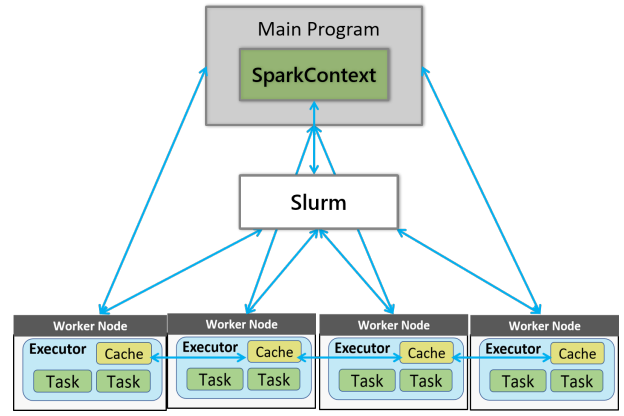 Main Program
SparkContext
Slurm
Worker Node
Executor
Cache
Task
Task
Worker Node
Executor
Cache
Task
Task
Worker Node
Executor
Cache
Task
Task
Worker Node
Executor
Cache
Task
Task